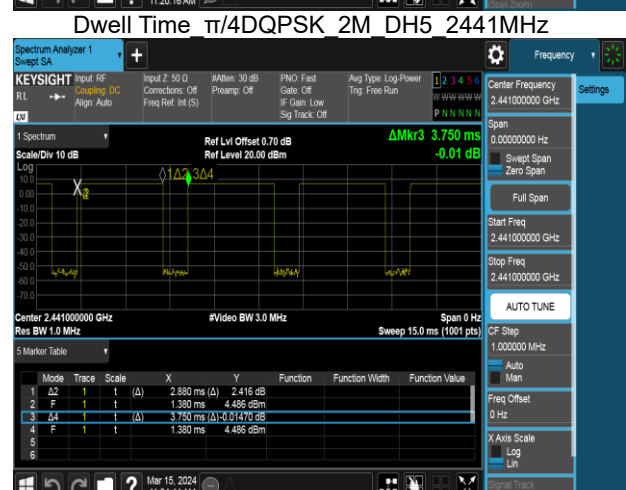 (Span Zoom)
Dwell Time_π/4DQPSK_2M_DH5_2441MHz
Spectrum Analyzer 1
Swept SA
Frequency
KEYSIGHT
RL
Input: RF
Coupling: DC
Align: Auto
Input Z: 50 Ω
Corrections: Off
Freq Ref: Int (S)
#Atten: 30 dB
Preamp: Off
PNO: Fast
Gate: Off
IF Gain: Low
Sig Track: Off
Avg Type: Log-Power
Trig: Free Run
1 2 3 4 5 6
W W W W W W
P N N N N N
Center Frequency
2.441000000 GHz
Settings
1 Spectrum
Scale/Div 10 dB
Ref Lvl Offset 0.70 dB
Ref Level 20.00 dBm
ΔMkr3 3.750 ms
-0.01 dB
Span
0.00000000 Hz
Swept Span
Zero Span
Full Span
Start Freq
2.441000000 GHz
Stop Freq
2.441000000 GHz
AUTO TUNE
CF Step
1.000000 MHz
Auto
Man
Freq Offset
0 Hz
X Axis Scale
Log
Lin
Signal Track
Log
10.0
0.00
-10.0
-20.0
-30.0
-40.0
-50.0
-60.0
-70.0
1Δ2 3Δ4
Center 2.441000000 GHz
#Video BW 3.0 MHz
Span 0 Hz
Res BW 1.0 MHz
Sweep 15.0 ms (1001 pts)
5 Marker Table
Mode Trace Scale X Y Function Function Width Function Value
1 Δ2 1 t (Δ) 2.880 ms (Δ) 2.416 dB
2 F 1 t 1.380 ms 4.486 dBm
3 Δ4 1 t (Δ) 3.750 ms (Δ) -0.01470 dB
4 F 1 t 1.380 ms 4.486 dBm
5
6
Mar 15, 2024